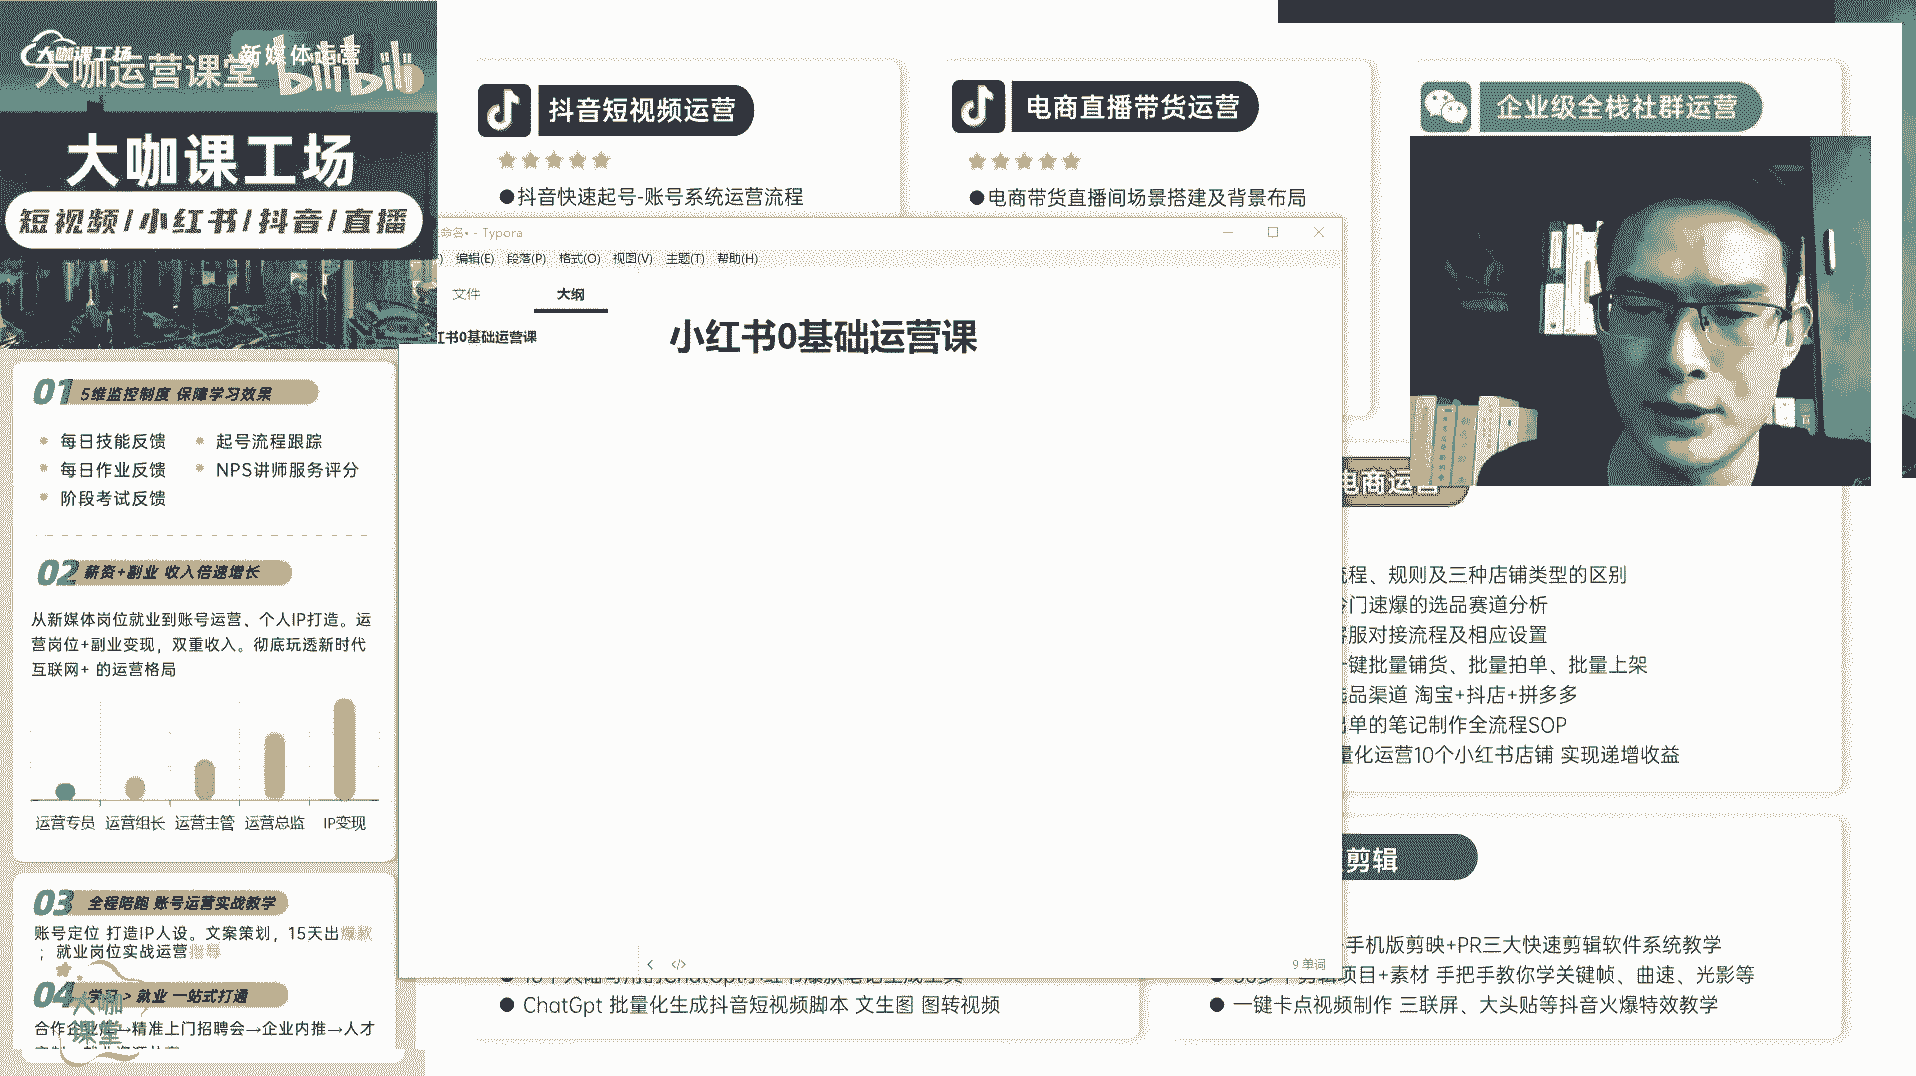 大咖课工场
新媒体运营
大咖运营课堂 bilibili
大咖课工场
短视频/小红书/抖音/直播
抖音短视频运营
●抖音快速起号-账号系统运营流程
电商直播带货运营
●电商带货直播间场景搭建及背景布局
企业级全栈社群运营
- Typora
编辑(E) 段落(P) 格式(O) 视图(V) 主题(T) 帮助(H)
文件 大纲
红书0基础运营课
小红书0基础运营课
9 单词
01 5维监控制度 保障学习效果
每日技能反馈
起号流程跟踪
每日作业反馈
NPS讲师服务评分
阶段考试反馈
02 薪资+副业 收入倍速增长
从新媒体岗位就业到账号运营、个人IP打造。运
营岗位+副业变现，双重收入。彻底玩透新时代
互联网+ 的运营格局
运营专员 运营组长 运营主管 运营总监 IP变现
03 全程陪跑 账号运营实战教学
账号定位 打造IP人设。文案策划，15天出爆款
；就业岗位实战运营指导
04 学习 > 就业 一站式打通
→精准上门招聘会→企业内推→人才
大咖
课堂
电商运营
流程、规则及三种店铺类型的区别
冷门速爆的选品赛道分析
客服对接流程及相应设置
一键批量铺货、批量拍单、批量上架
选品渠道 淘宝+抖店+拼多多
出单的笔记制作全流程SOP
量化运营10个小红书店铺 实现递增收益
剪辑
手机版剪映+PR三大快速剪辑软件系统教学
项目+素材 手把手教你学关键帧、曲速、光影等
● 一键卡点视频制作 三联屏、大头贴等抖音火爆特效教学
● ChatGpt 批量化生成抖音短视频脚本 文生图 图转视频